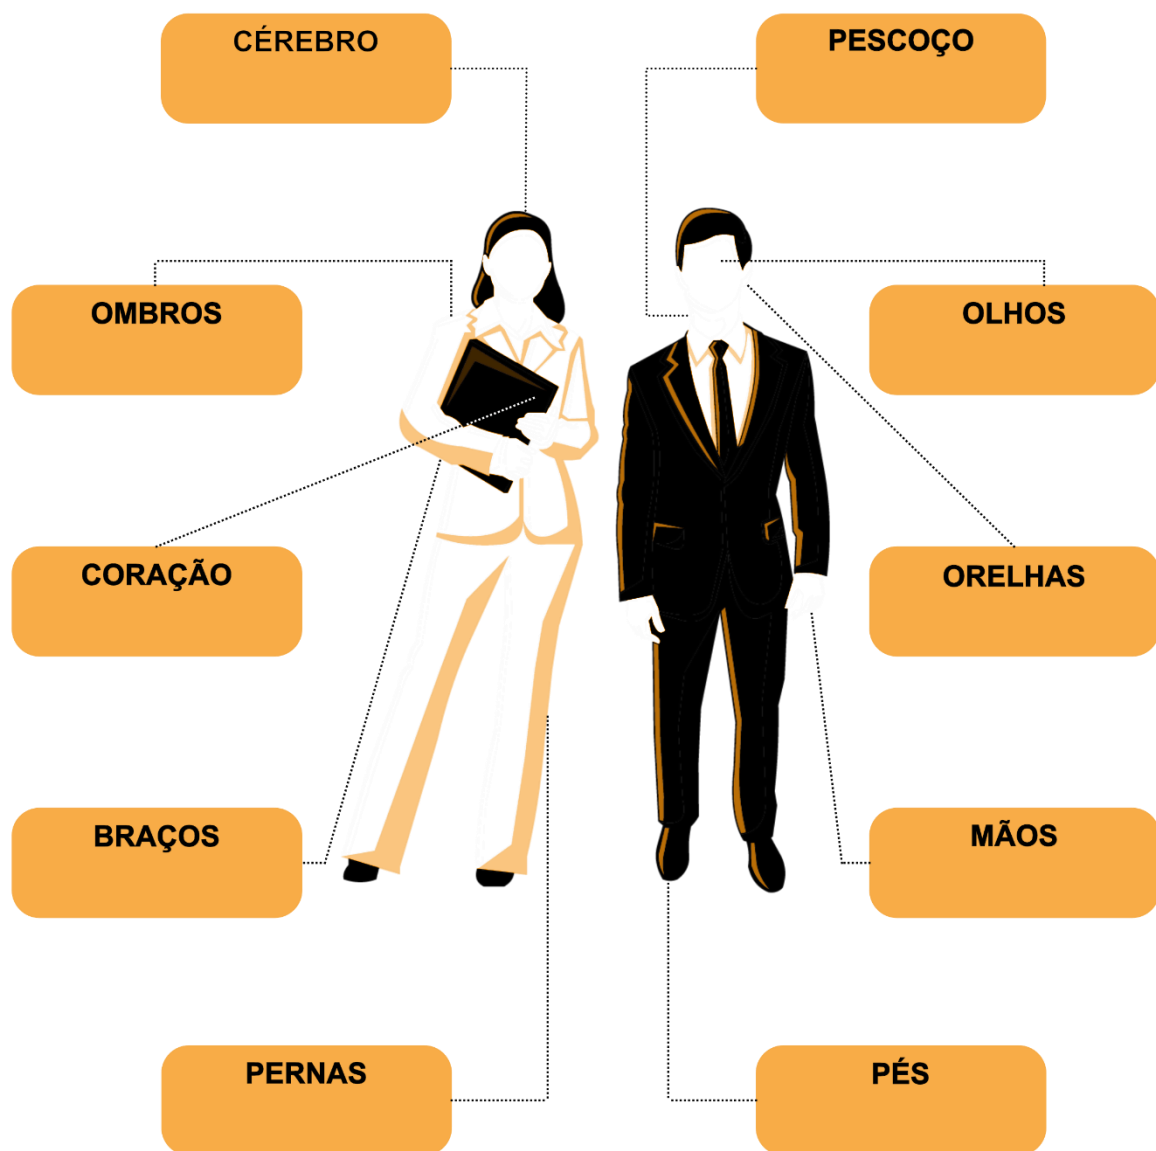 CÉREBRO
PESCOÇO
OMBROS
OLHOS
CORAÇÃO
ORELHAS
BRAÇOS
MÃOS
PERNAS
PÉS